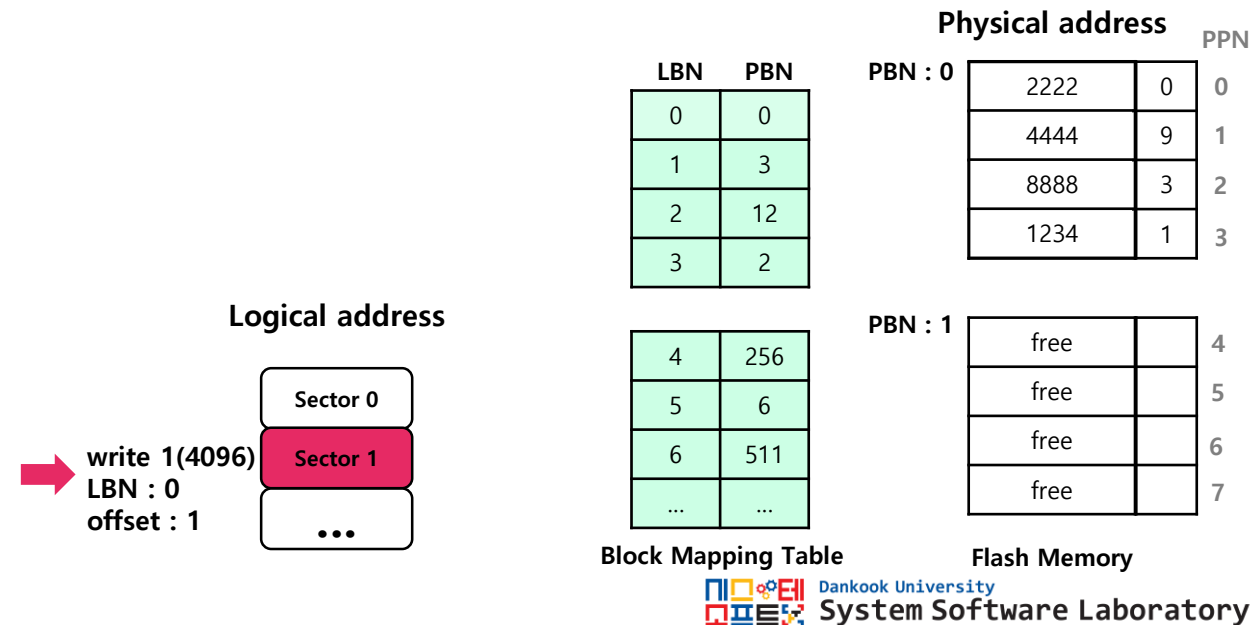 Physical address
PPN
LBN PBN
0 0
1 3
2 12
3 2
4 256
5 6
6 511
... ...
Block Mapping Table
PBN : 0
2222 0 0
4444 9 1
8888 3 2
1234 1 3
PBN : 1
free 4
free 5
free 6
free 7
Flash Memory
Logical address
Sector 0
Sector 1
...
write 1(4096)
LBN : 0
offset : 1
Dankook University
System Software Laboratory